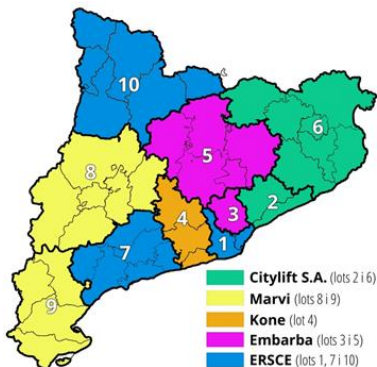 10
6
5
8
2
4
3
7
1
9
Citylift S.A. (lots 2 i 6)
Marvi (lots 8 i 9)
Kone (lot 4)
Embarba (lots 3 i 5)
ERSCE (lots 1, 7 i 10)